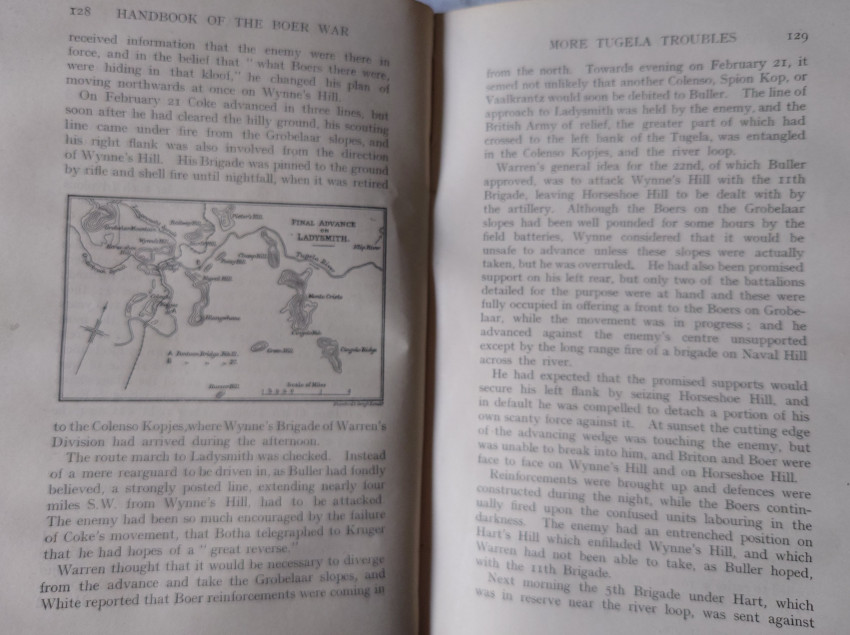 128 HANDBOOK OF THE BOER WAR
received information that the enemy were there in
force, and in the belief that "what Boers there were,
were hiding in that kloof," he changed his plan of
moving northwards at once on Wynne's Hill.
On February 21 Coke advanced in three lines, but
soon after he had cleared the hilly ground, his scouting
line came under fire from the Grobelaar slopes, and
his right flank was also involved from the direction
of Wynne's Hill. His Brigade was pinned to the ground
by rifle and shell fire until nightfall, when it was retired
FINAL ADVANCE
ON
LADYSMITH.
Klip River
Monte Cristo
Green Hill
Hlangwhane
Scale of Miles
to the Colenso Kopjes, where Wynne's Brigade of Warren's
Division had arrived during the afternoon.
The route march to Ladysmith was checked. Instead
of a mere rearguard to be driven in, as Buller had fondly
believed, a strongly posted line, extending nearly four
miles S.W. from Wynne's Hill, had to be attacked.
The enemy had been so much encouraged by the failure
of Coke's movement, that Botha telegraphed to Kruger
that he had hopes of a "great reverse."
Warren thought that it would be necessary to diverge
from the advance and take the Grobelaar slopes, and
White reported that Boer reinforcements were coming in
MORE TUGELA TROUBLES 129
from the north. Towards evening on February 21, it
seemed not unlikely that another Colenso, Spion Kop, or
Vaalkrantz would soon be debited to Buller. The line of
approach to Ladysmith was held by the enemy, and the
British Army of relief, the greater part of which had
crossed to the left bank of the Tugela, was entangled
in the Colenso Kopjes, and the river loop.
Warren's general idea for the 22nd, of which Buller
approved, was to attack Wynne's Hill with the 11th
Brigade, leaving Horseshoe Hill to be dealt with by
the artillery. Although the Boers on the Grobelaar
slopes had been well pounded for some hours by the
field batteries, Wynne considered that it would be
unsafe to advance unless these slopes were actually
taken, but he was overruled. He had also been promised
support on his left rear, but only two of the battalions
detailed for the purpose were at hand and these were
fully occupied in offering a front to the Boers on Grobe-
laar, while the movement was in progress; and he
advanced against the enemy's centre unsupported
except by the long range fire of a brigade on Naval Hill
across the river.
He had expected that the promised supports would
secure his left flank by seizing Horseshoe Hill, and
in default he was compelled to detach a portion of his
own scanty force against it. At sunset the cutting edge
of the advancing wedge was touching the enemy, but
was unable to break into him, and Briton and Boer were
face to face on Wynne's Hill and on Horseshoe Hill.
Reinforcements were brought up and defences were
constructed during the night, while the Boers contin-
ually fired upon the confused units labouring in the
darkness. The enemy had an entrenched position on
Hart's Hill which enfiladed Wynne's Hill, and which
Warren had not been able to take, as Buller hoped,
with the 11th Brigade.
Next morning the 5th Brigade under Hart, which
was in reserve near the river loop, was sent against